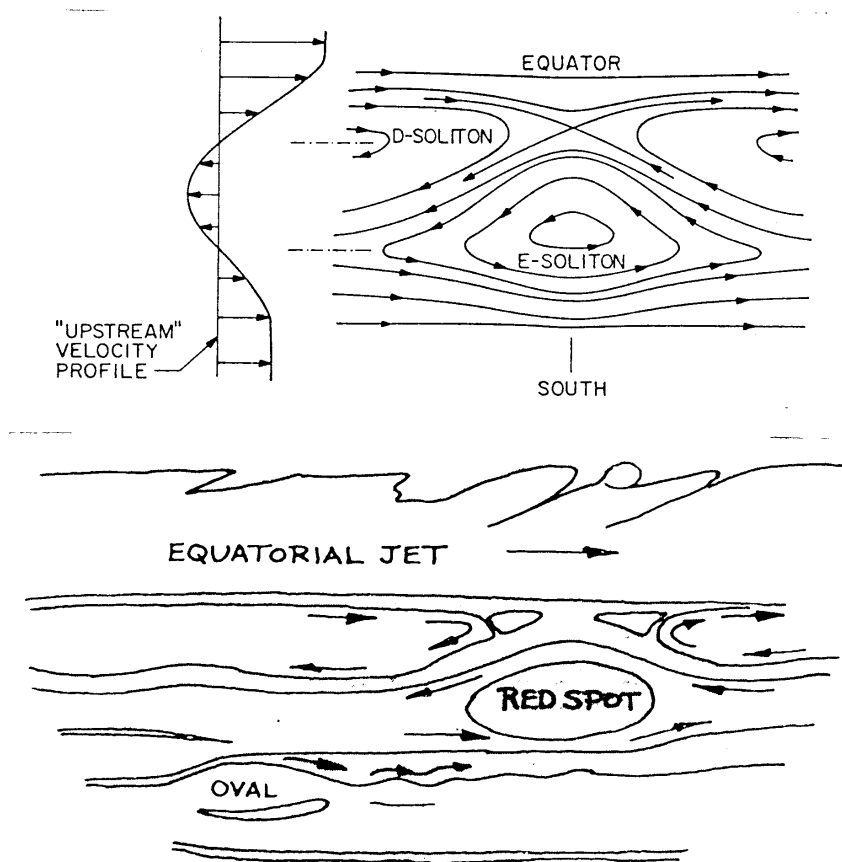 EQUATOR
D-SOLITON
E-SOLITON
"UPSTREAM"
VELOCITY
PROFILE
SOUTH
EQUATORIAL JET
RED SPOT
OVAL